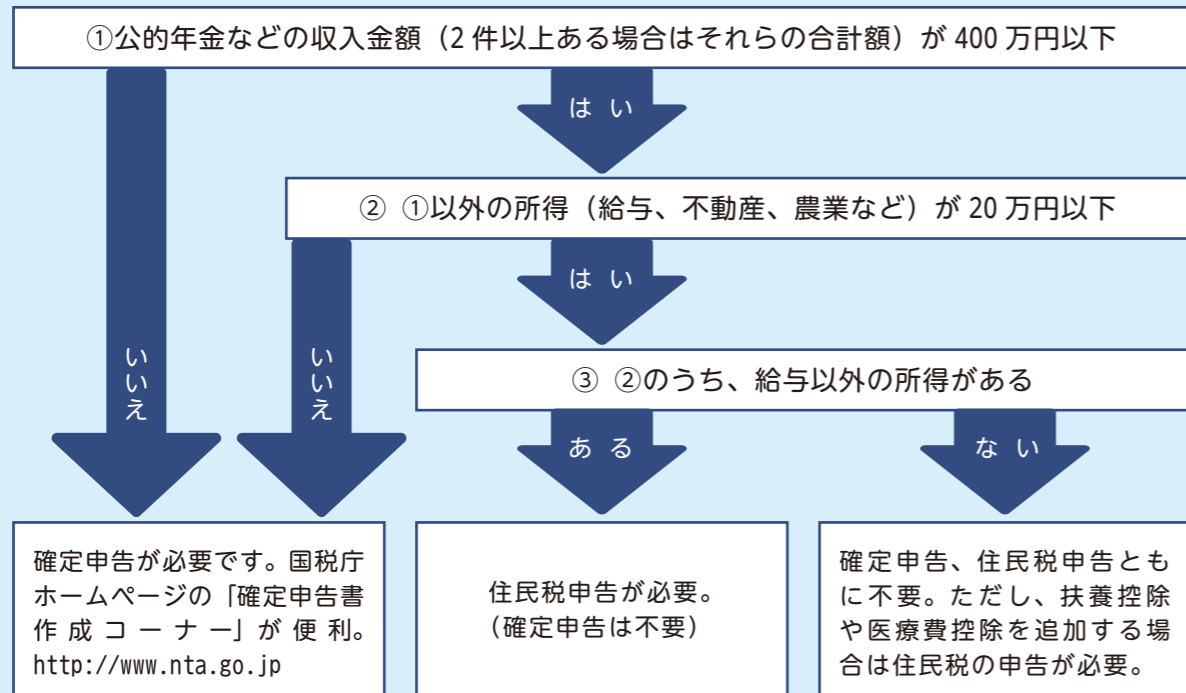 ①公的年金などの収入金額（2 件以上ある場合はそれらの合計額）が 400 万円以下
はい
② ①以外の所得（給与、不動産、農業など）が 20 万円以下
はい
いいえ
いいえ
③ ②のうち、給与以外の所得がある
ある
ない
確定申告が必要です。国税庁
ホームページの「確定申告書
作成コーナー」が便利。
http://www.nta.go.jp
住民税申告が必要。
（確定申告は不要）
確定申告、住民税申告とも
に不要。ただし、扶養控除
や医療費控除を追加する場
合は住民税の申告が必要。